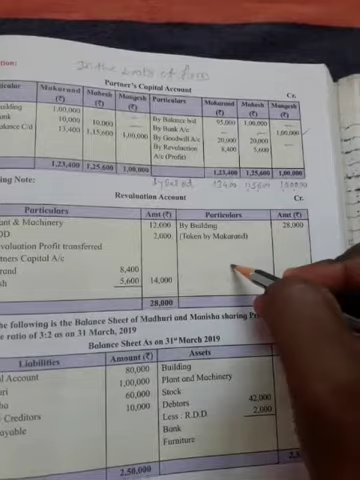 tion:
In the books of firm
Partner's Capital Account
Cr.
ticular Makarand (₹) Mahesh (₹) Mangesh (₹) Particulars Makarand (₹) Mahesh (₹) Mangesh (₹)
uilding 1,00,000 By Balance b/d 95,000 1,00,000
ank 10,000 10,000 By Bank A/c 1,00,000
alance C/d 13,400 1,15,600 1,00,000 By Goodwill A/c 20,000 20,000
By Revaluation 8,400 5,600
A/c (Profit)
1,23,400 1,25,600 1,00,000 1,23,400 1,25,600 1,00,000
ing Note:
Revaluation Account
Cr.
Particulars Amt (₹) Particulars Amt (₹)
ant & Machinery 12,000 By Building 28,000
DD 2,000 (Taken by Makarand)
valuation Profit transferred
tners Capital A/c
rand 8,400
sh 5,600 14,000
28,000
he following is the Balance Sheet of Madhuri and Manisha sharing
e ratio of 3:2 as on 31 March, 2019
Balance Sheet As on 31st March 2019
Liabilities Amount (₹) Assets
l Account 80,000 Building
ri 1,00,000 Plant and Machinery
ha 60,000 Stock
Creditors 10,000 Debtors 42,000
ayable Less : R.D.D. 2,000
Bank
Furniture
2,50,000